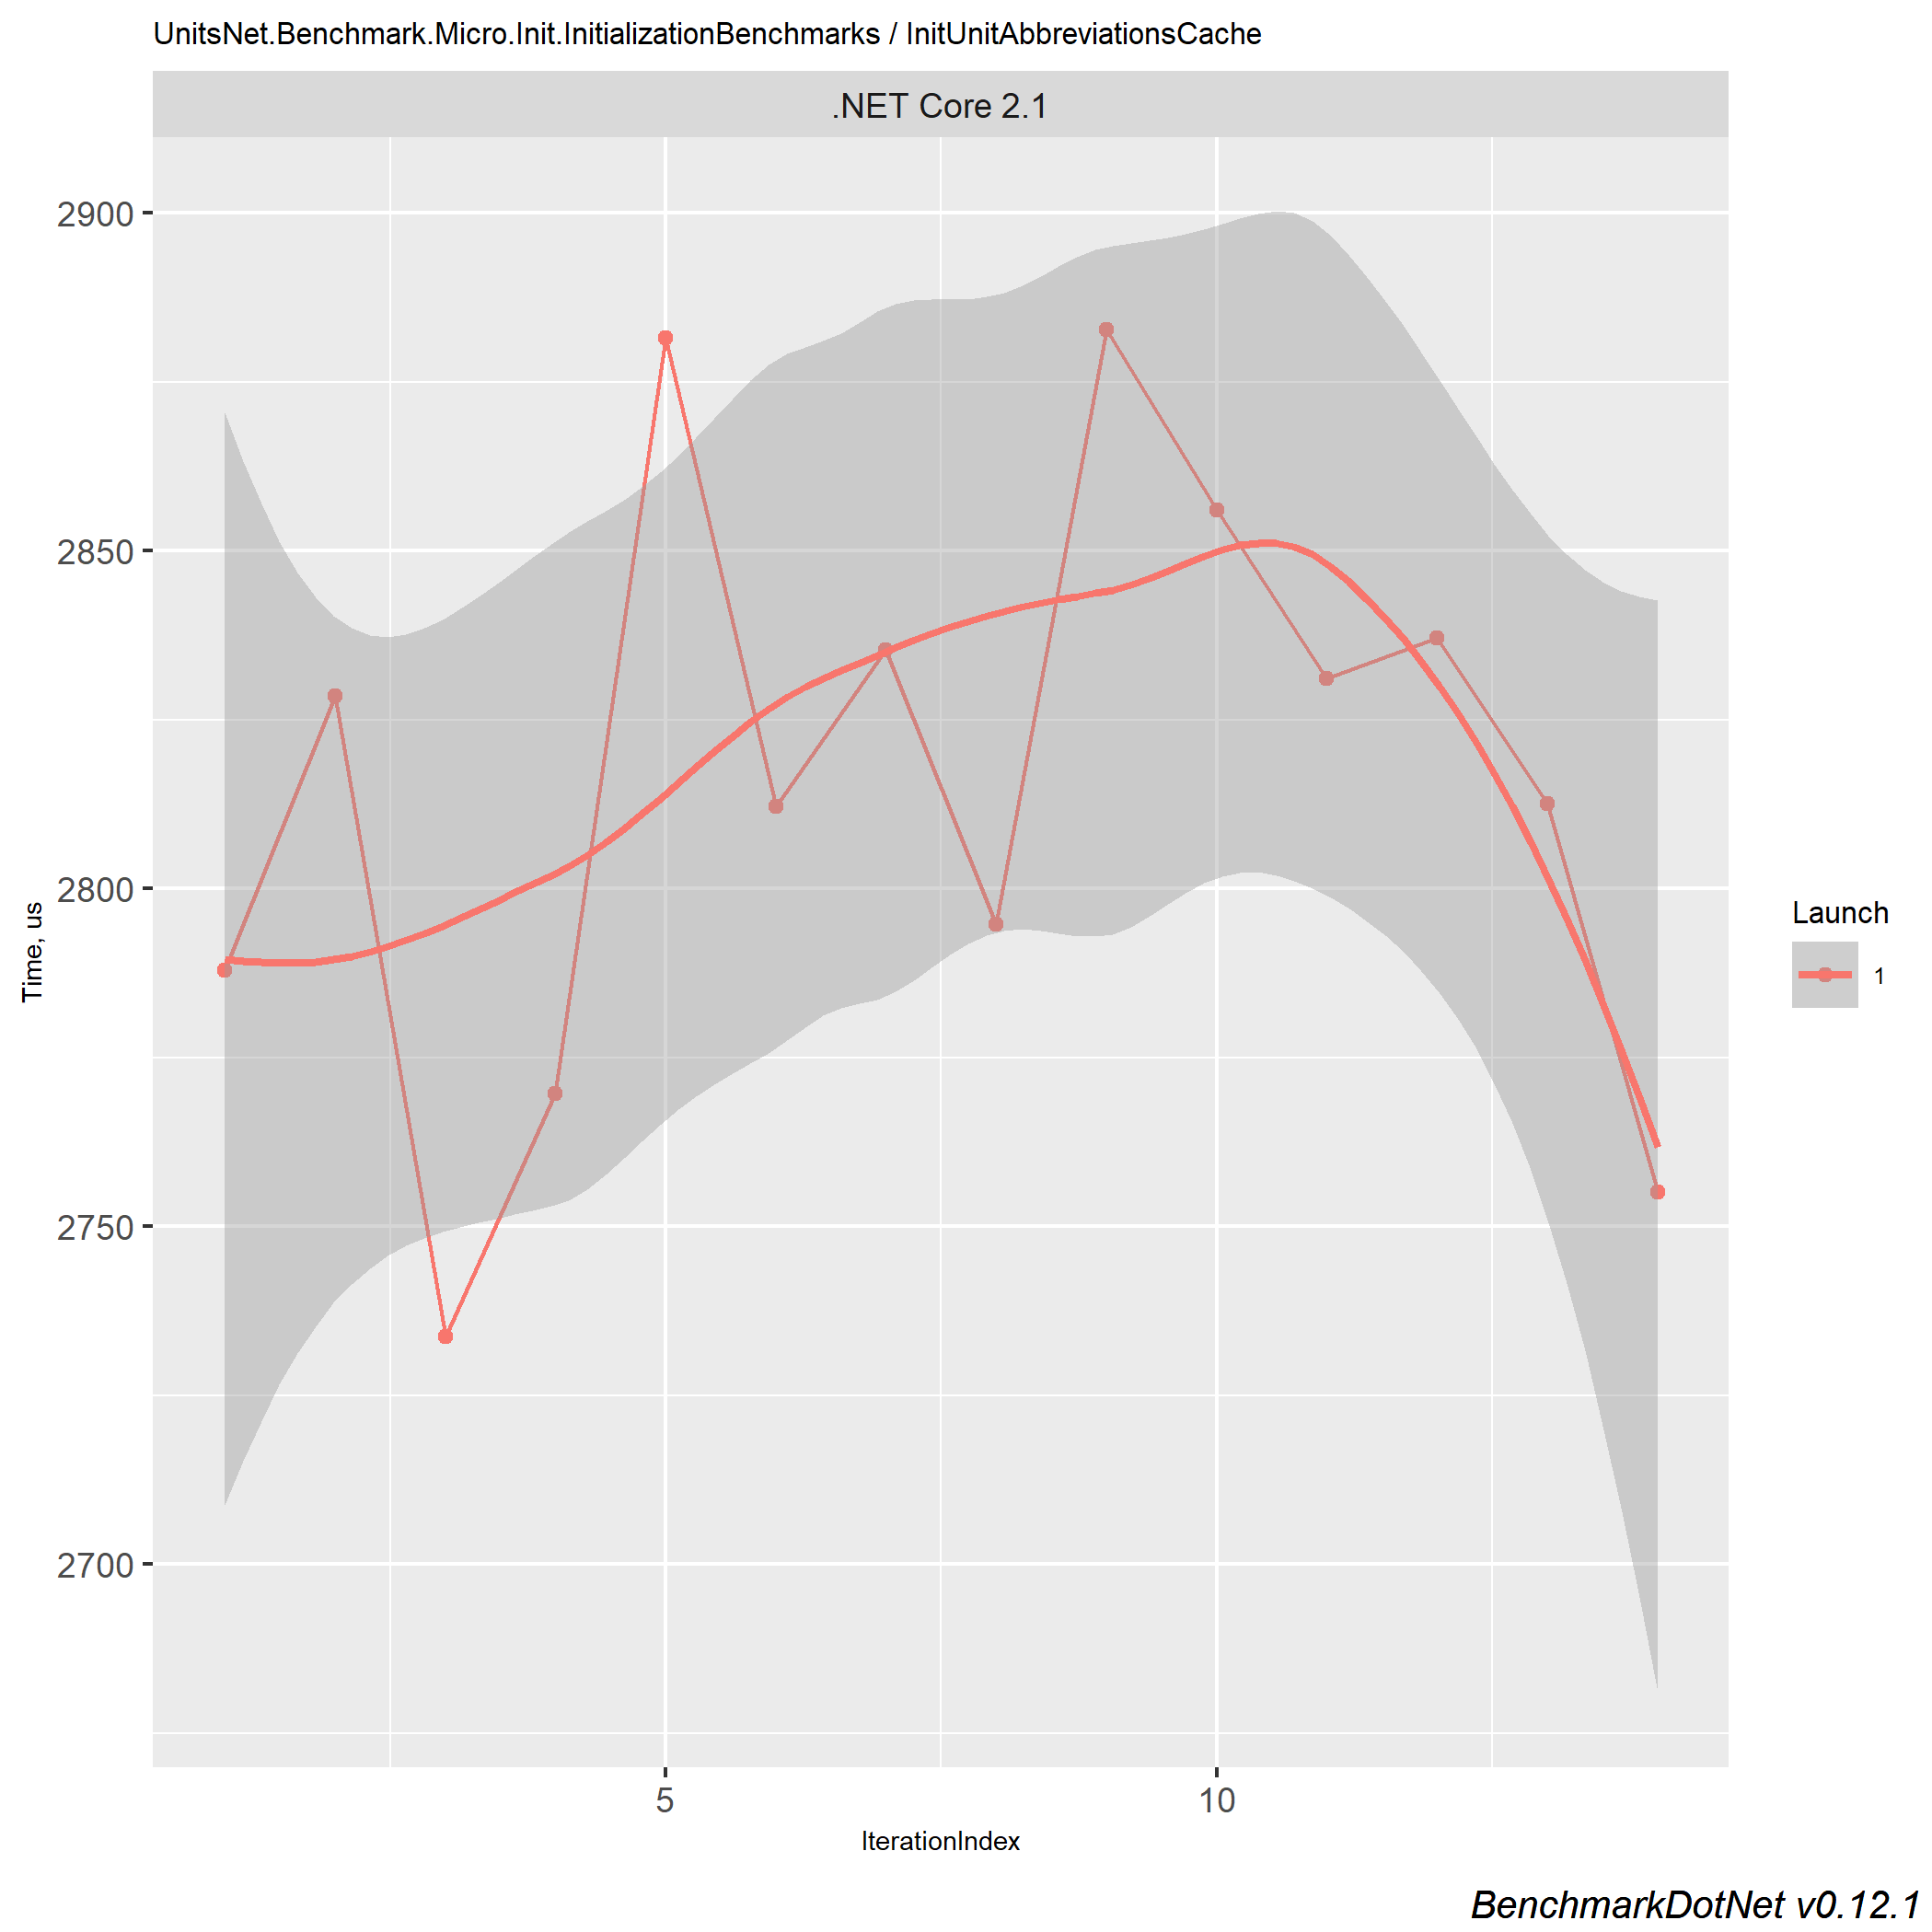 UnitsNet.Benchmark.Micro.Init.InitializationBenchmarks / InitUnitAbbreviationsCache
.NET Core 2.1
2900
2850
2800
2750
2700
Time, us
5
10
IterationIndex
Launch
1
BenchmarkDotNet v0.12.1